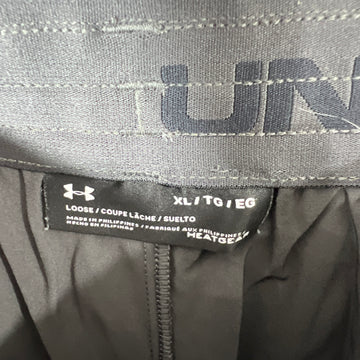 UN
XL / TG / EG
LOOSE / COUPE LÂCHE / SUELTO
MADE IN PHILIPPINES / FABRIQUÉ AUX PHILIPPINES
HECHO EN FILIPINAS
HEATGEAR